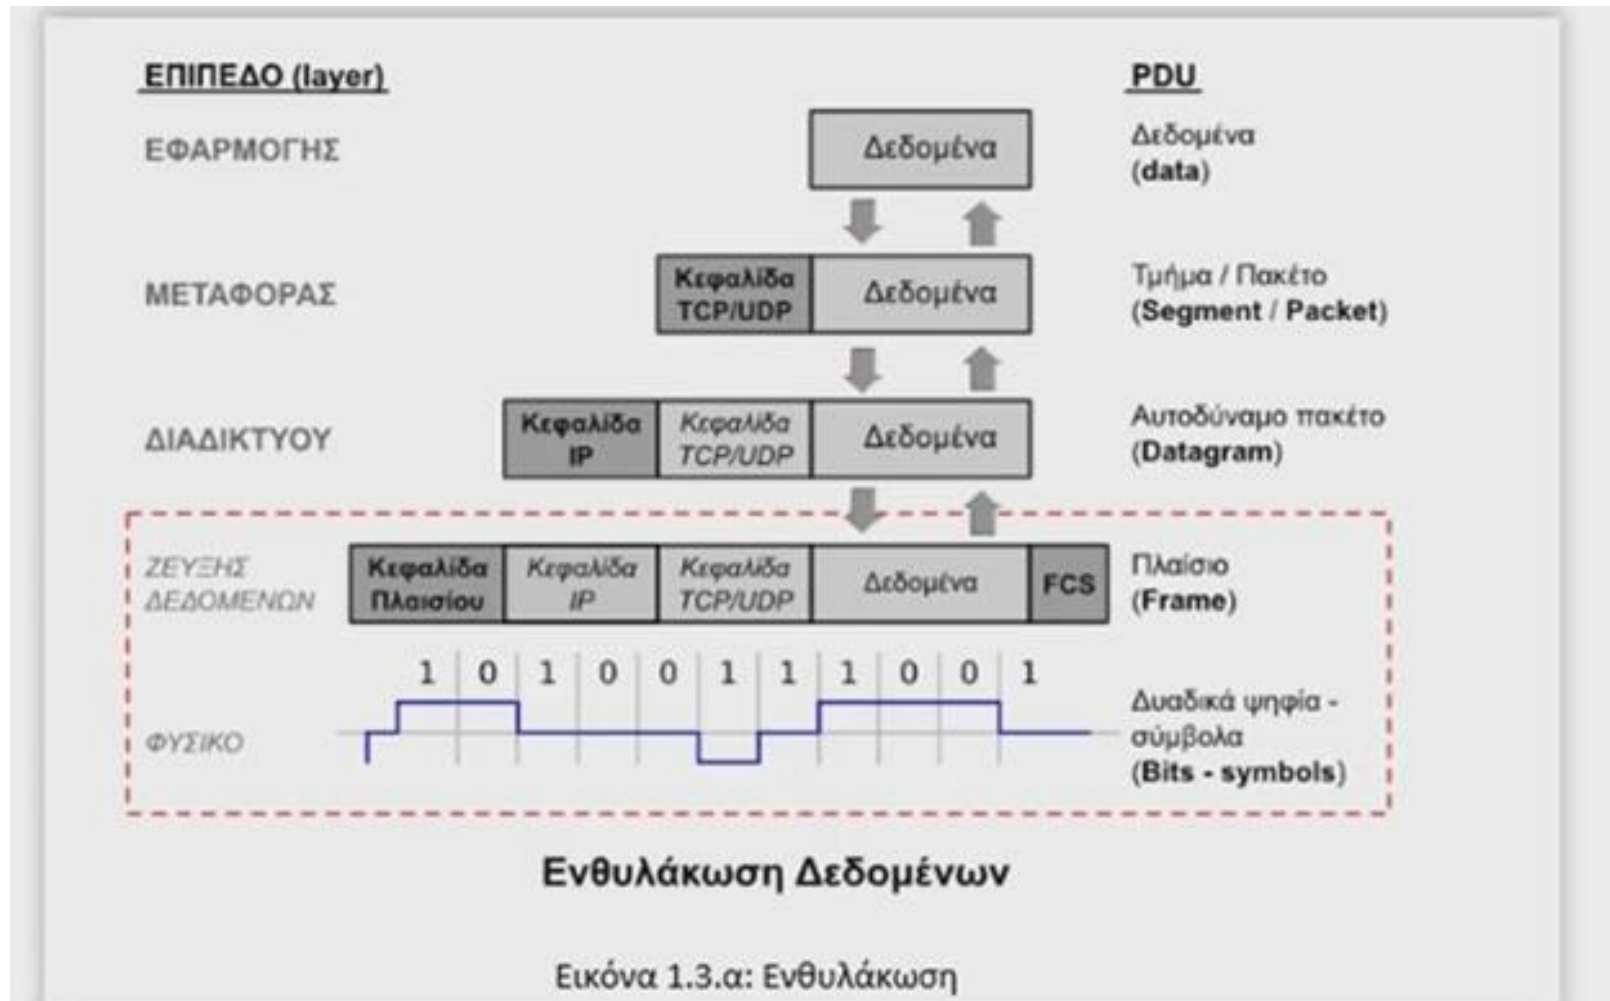 ΕΠΙΠΕΔΟ (layer)
PDU
ΕΦΑΡΜΟΓΗΣ
Δεδομένα
Δεδομένα
(data)
ΜΕΤΑΦΟΡΑΣ
Κεφαλίδα
TCP/UDP
Δεδομένα
Τμήμα / Πακέτο
(Segment / Packet)
ΔΙΑΔΙΚΤΥΟΥ
Κεφαλίδα
IP
Κεφαλίδα
TCP/UDP
Δεδομένα
Αυτοδύναμο πακέτο
(Datagram)
ΖΕΥΞΗΣ
ΔΕΔΟΜΕΝΩΝ
Κεφαλίδα
Πλαισίου
Κεφαλίδα
IP
Κεφαλίδα
TCP/UDP
Δεδομένα
FCS
Πλαίσιο
(Frame)
1 0 1 0 0 1 1 1 0 0 1
ΦΥΣΙΚΟ
Δυαδικά ψηφία -
σύμβολα
(Bits - symbols)
Ενθυλάκωση Δεδομένων
Εικόνα 1.3.α: Ενθυλάκωση